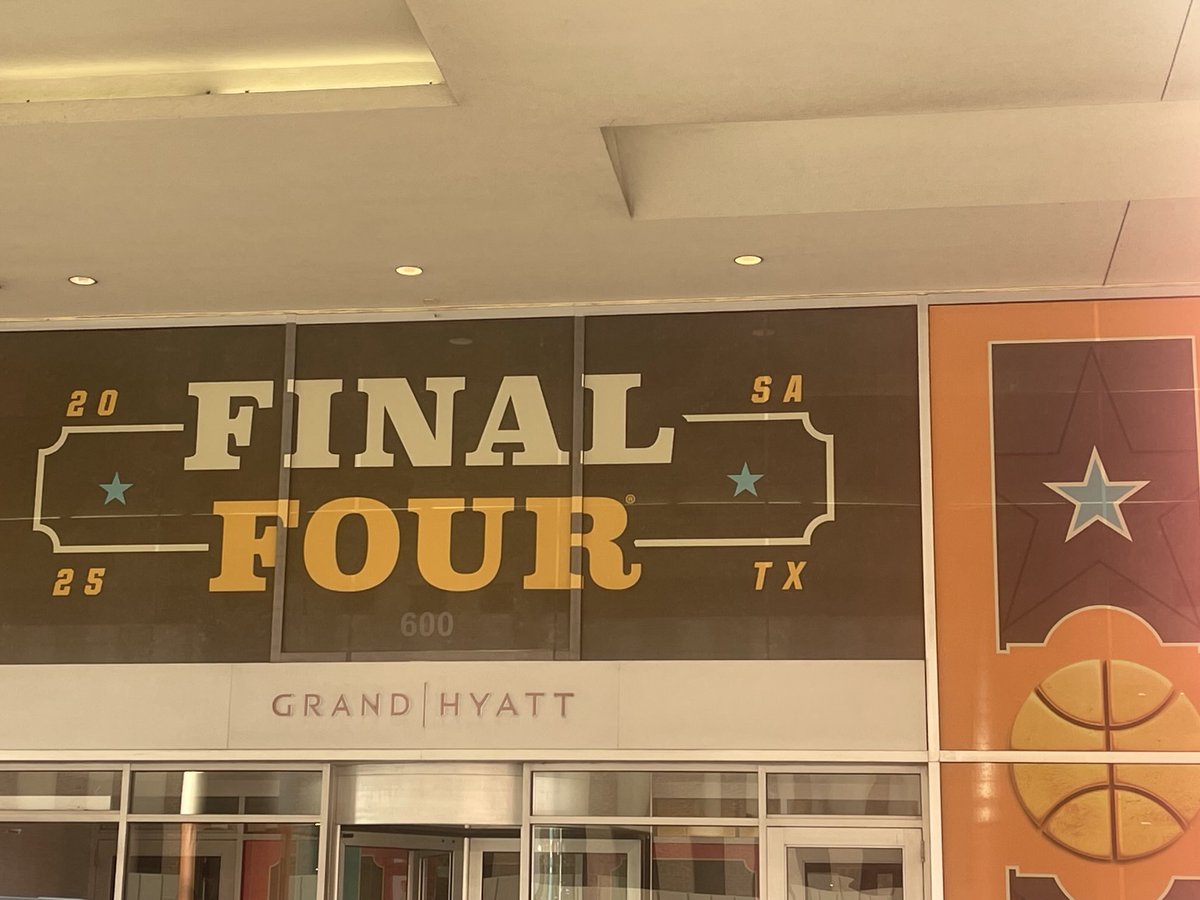 20 SA
FINAL
FOUR®
25 TX
600
GRAND|HYATT